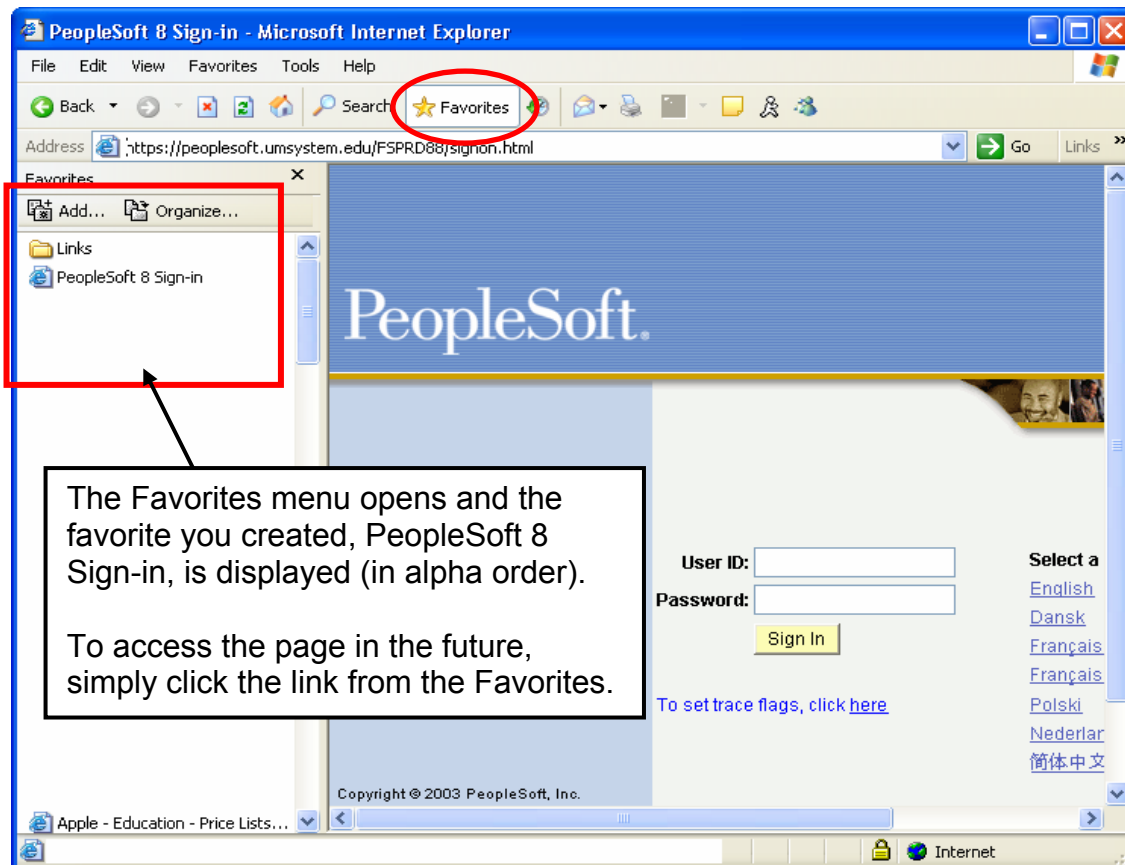 PeopleSoft 8 Sign-in - Microsoft Internet Explorer
File Edit View Favorites Tools Help
Back Search Favorites
Address https://peoplesoft.umsystem.edu/FSPRD88/signon.html Go Links »
Favorites x
Add... Organize...
Links
PeopleSoft 8 Sign-in
PeopleSoft®
The Favorites menu opens and the
favorite you created, PeopleSoft 8
Sign-in, is displayed (in alpha order).
To access the page in the future,
simply click the link from the Favorites.
User ID:
Password:
Sign In
To set trace flags, click here
Select a
English
Dansk
Français
Français
Polski
Nederlan
简体中文
Copyright © 2003 PeopleSoft, Inc.
Apple - Education - Price Lists...
Internet